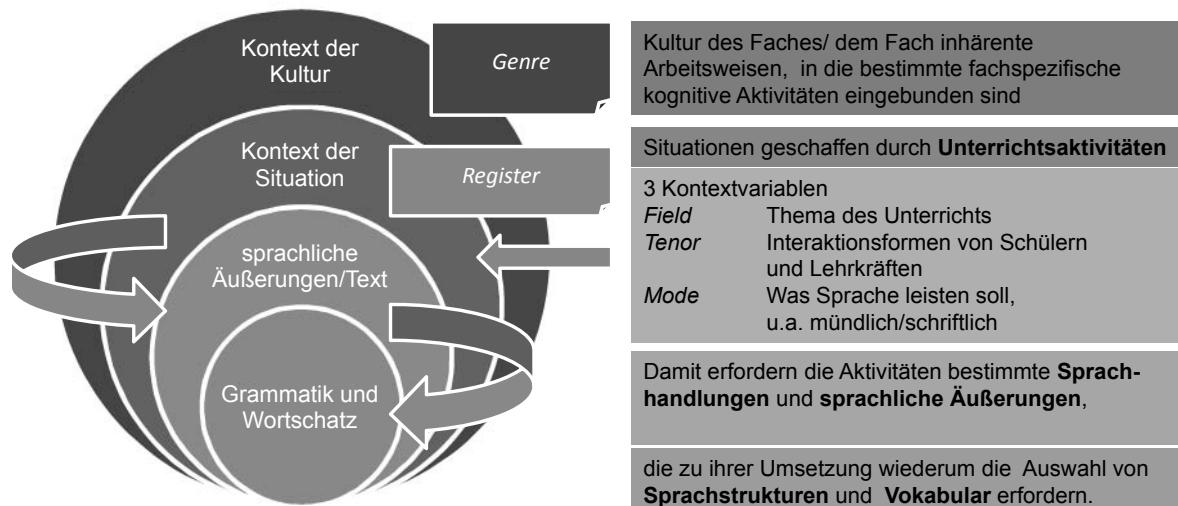 Kontext der
Kultur
Genre
Kontext der
Situation
Register
sprachliche
Äußerungen/Text
Grammatik und
Wortschatz
Kultur des Faches/ dem Fach inhärente
Arbeitsweisen, in die bestimmte fachspezifische
kognitive Aktivitäten eingebunden sind
Situationen geschaffen durch Unterrichtsaktivitäten
3 Kontextvariablen
Field Thema des Unterrichts
Tenor Interaktionsformen von Schülern
und Lehrkräften
Mode Was Sprache leisten soll,
u.a. mündlich/schriftlich
Damit erfordern die Aktivitäten bestimmte Sprach-
handlungen und sprachliche Äußerungen,
die zu ihrer Umsetzung wiederum die Auswahl von
Sprachstrukturen und Vokabular erfordern.